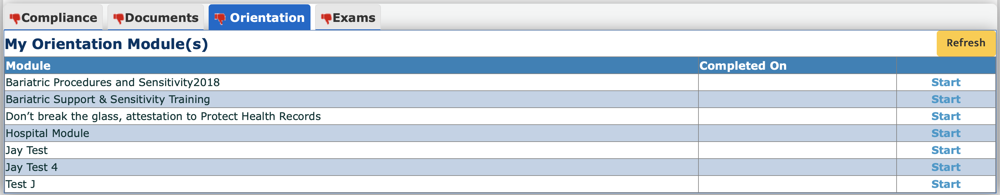 Compliance Documents Orientation Exams
My Orientation Module(s) Refresh
Module Completed On
Bariatric Procedures and Sensitivity2018 Start
Bariatric Support & Sensitivity Training Start
Don’t break the glass, attestation to Protect Health Records Start
Hospital Module Start
Jay Test Start
Jay Test 4 Start
Test J Start